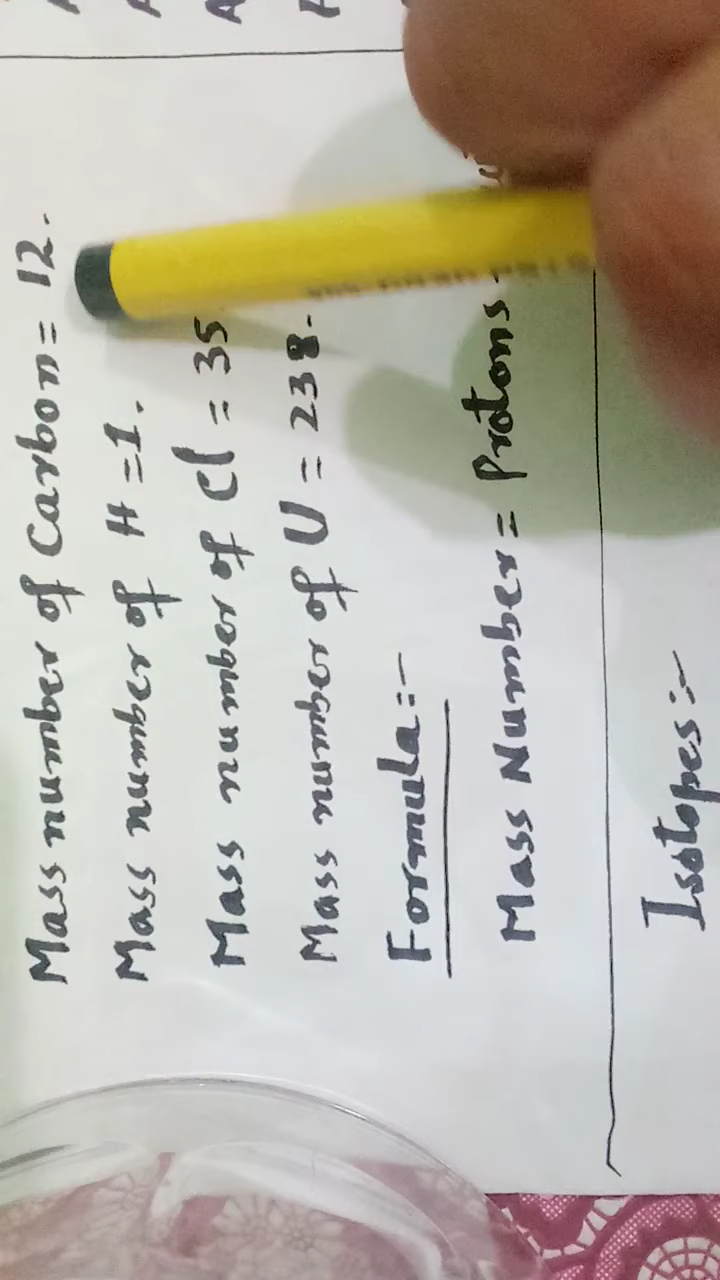 Mass number of Carbon = 12.
Mass number of H = 1.
Mass number of Cl = 35
Mass number of U = 238.
Formula:-
Mass Number = Protons
Isotopes:-